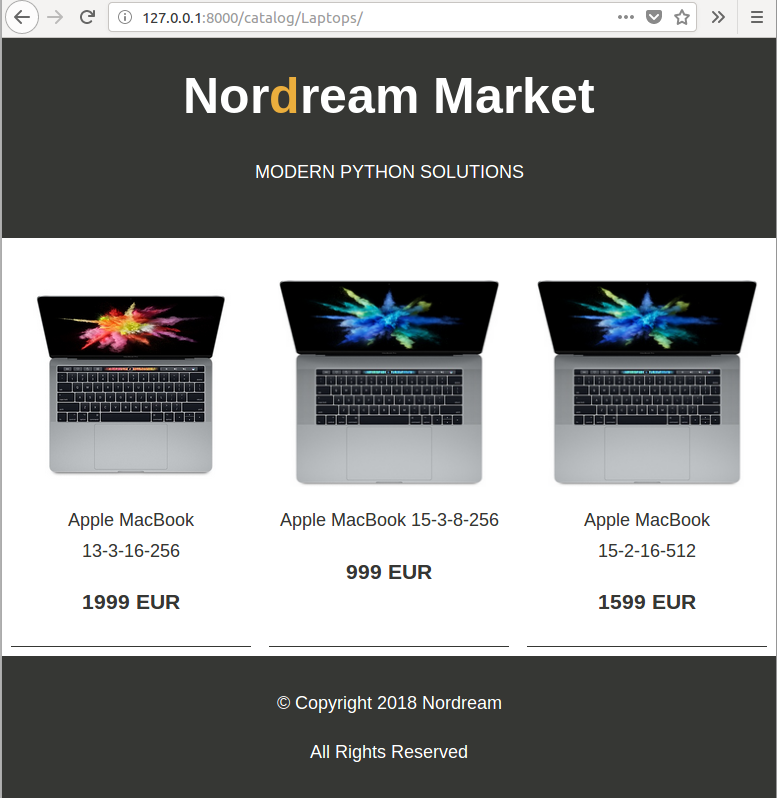 127.0.0.1:8000/catalog/Laptops/
Nordream Market
MODERN PYTHON SOLUTIONS
Apple MacBook
13-3-16-256
1999 EUR
Apple MacBook 15-3-8-256
999 EUR
Apple MacBook
15-2-16-512
1599 EUR
© Copyright 2018 Nordream
All Rights Reserved